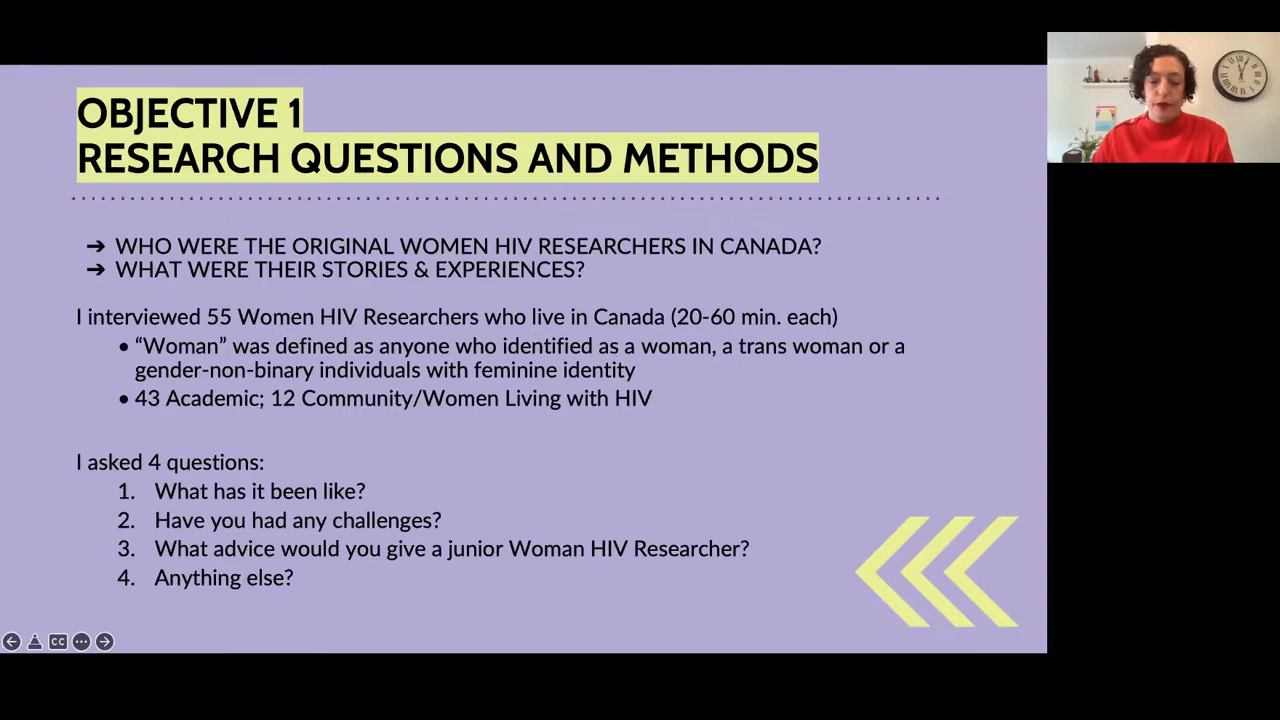 OBJECTIVE 1
RESEARCH QUESTIONS AND METHODS
➔ WHO WERE THE ORIGINAL WOMEN HIV RESEARCHERS IN CANADA?
➔ WHAT WERE THEIR STORIES & EXPERIENCES?
I interviewed 55 Women HIV Researchers who live in Canada (20-60 min. each)
• “Woman” was defined as anyone who identified as a woman, a trans woman or a
gender-non-binary individuals with feminine identity
• 43 Academic; 12 Community/Women Living with HIV
I asked 4 questions:
1. What has it been like?
2. Have you had any challenges?
3. What advice would you give a junior Woman HIV Researcher?
4. Anything else?
CC